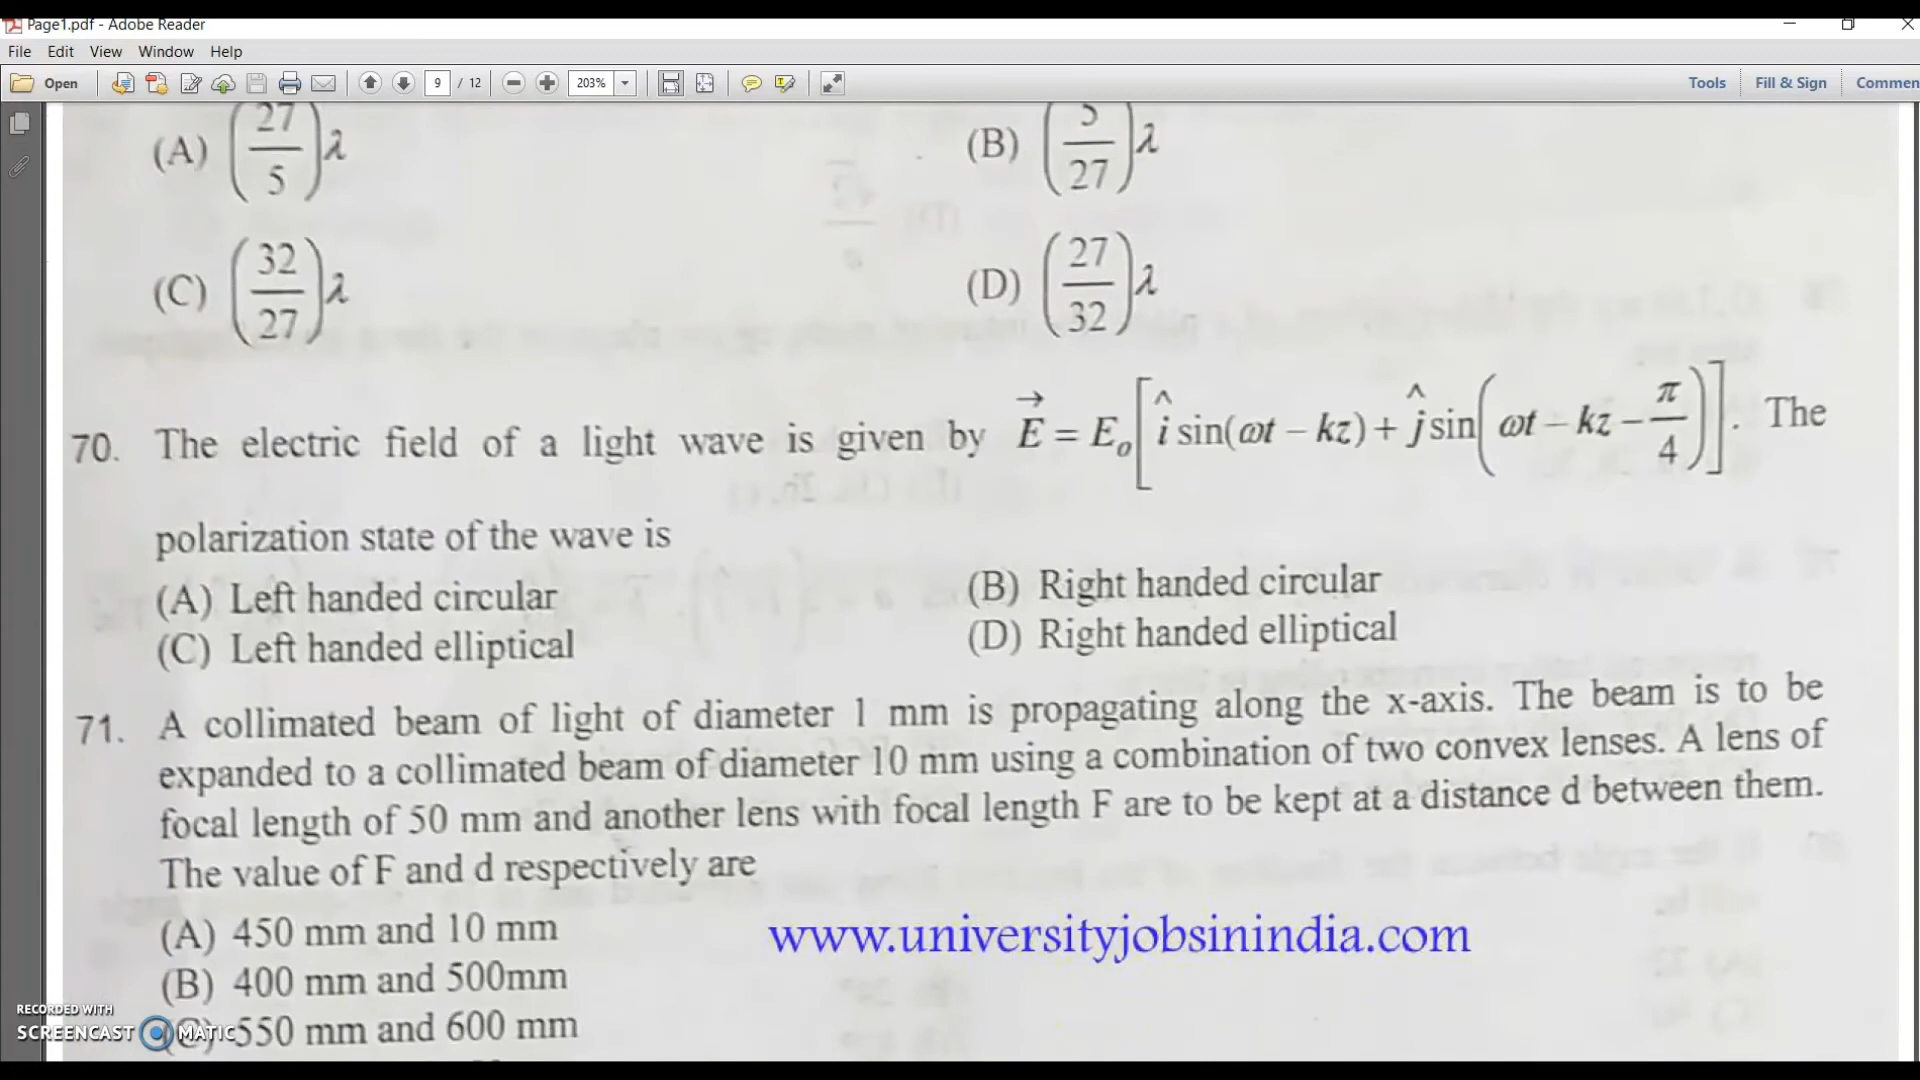 Page1.pdf - Adobe Reader
File Edit View Window Help
Open 9 / 12 203% Tools Fill & Sign Commen
(A) (27/5)λ (B) (5/27)λ
(C) (32/27)λ (D) (27/32)λ
70. The electric field of a light wave is given by \vec{E} = E_o[\hat{i} sin(ωt − kz) + \hat{j} sin(ωt − kz − π/4)]. The
polarization state of the wave is
(A) Left handed circular (B) Right handed circular
(C) Left handed elliptical (D) Right handed elliptical
71. A collimated beam of light of diameter 1 mm is propagating along the x-axis. The beam is to be
expanded to a collimated beam of diameter 10 mm using a combination of two convex lenses. A lens of
focal length of 50 mm and another lens with focal length F are to be kept at a distance d between them.
The value of F and d respectively are
(A) 450 mm and 10 mm
www.universityjobsinindia.com
(B) 400 mm and 500mm
(C) 550 mm and 600 mm
RECORDED WITH
SCREENCAST MATIC